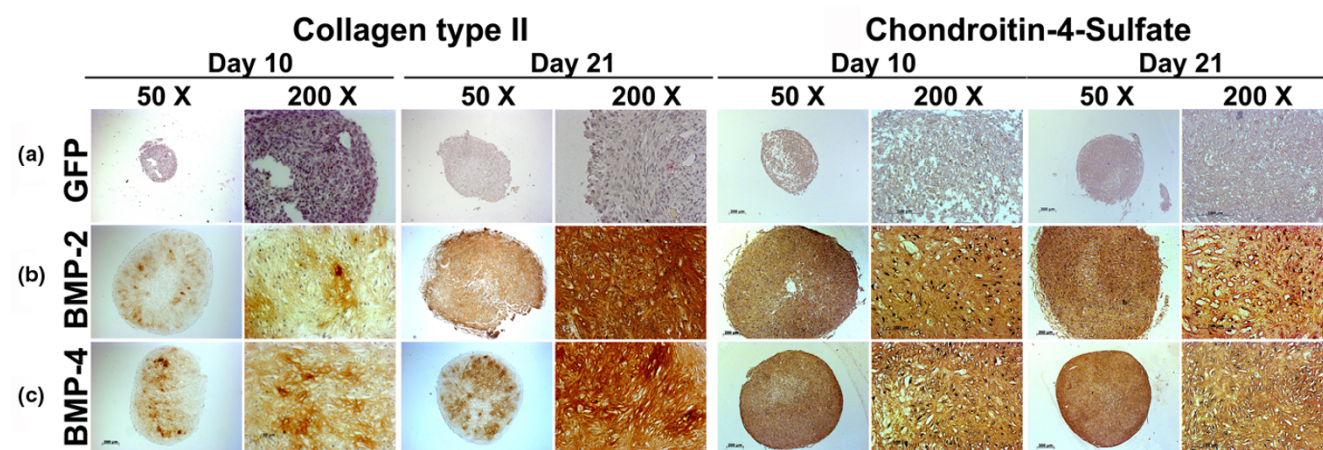 Collagen type II Chondroitin-4-Sulfate
Day 10 Day 21 Day 10 Day 21
50 X 200 X 50 X 200 X 50 X 200 X 50 X 200 X
(a) GFP
(b) BMP-2
(c) BMP-4